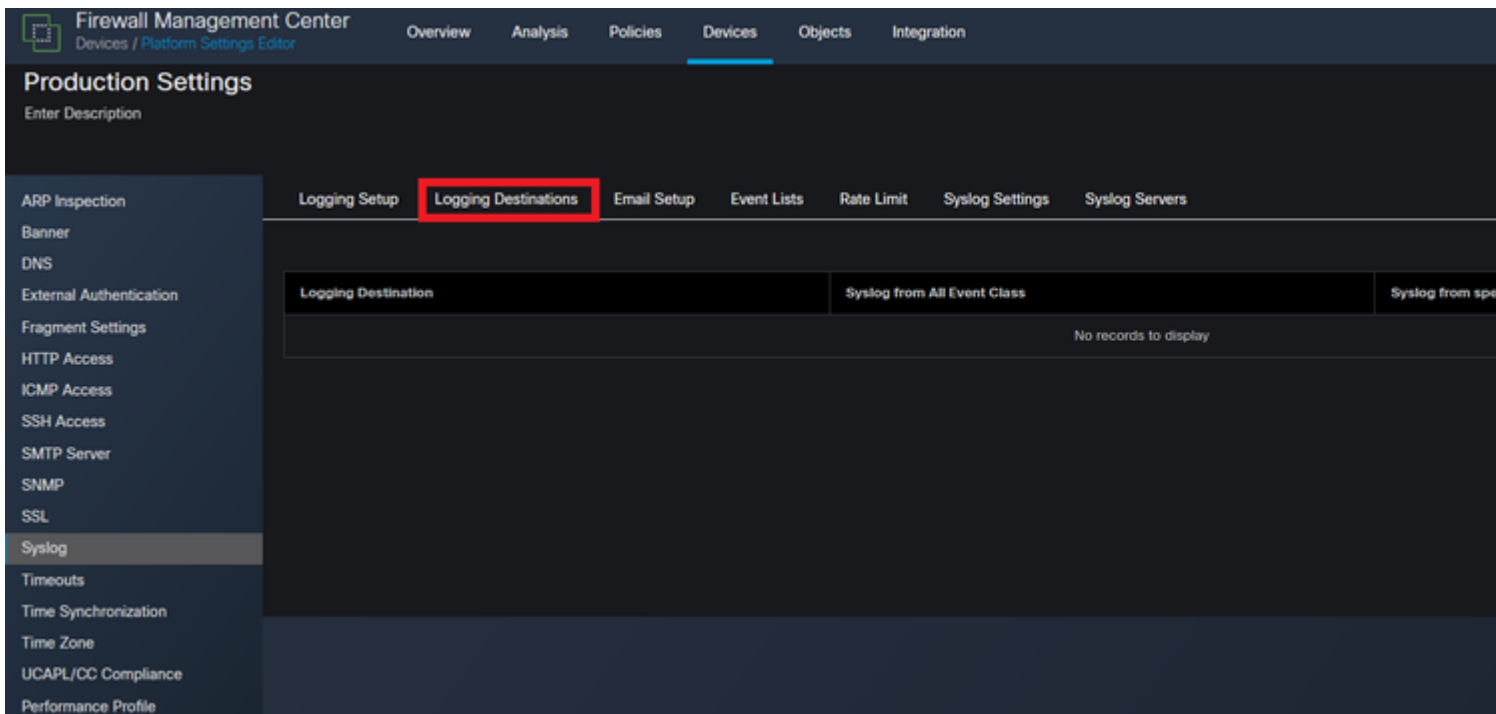 Firewall Management Center
Devices / Platform Settings Editor
Overview Analysis Policies Devices Objects Integration
Production Settings
Enter Description
Logging Setup Logging Destinations Email Setup Event Lists Rate Limit Syslog Settings Syslog Servers
ARP Inspection
Banner
DNS
External Authentication
Fragment Settings
HTTP Access
ICMP Access
SSH Access
SMTP Server
SNMP
SSL
Syslog
Timeouts
Time Synchronization
Time Zone
UCAPL/CC Compliance
Performance Profile
Logging Destination Syslog from All Event Class Syslog from spe
No records to display